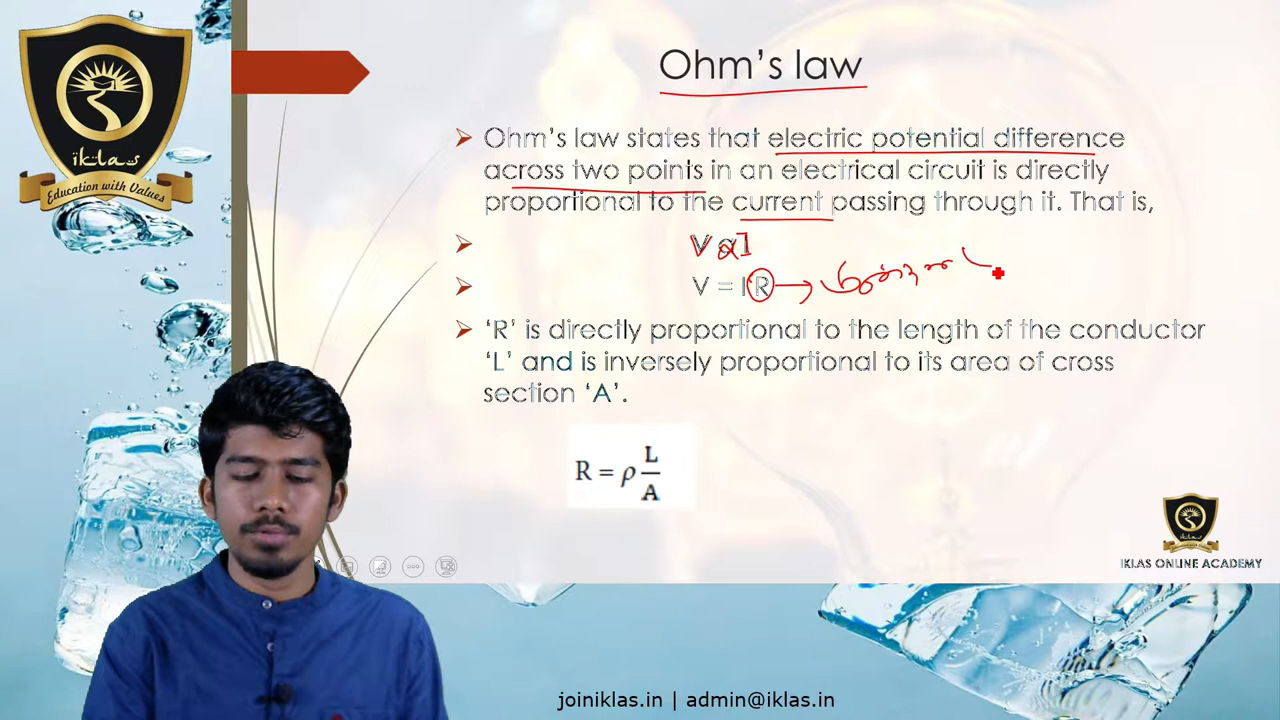 iklas
Education with Values
Ohm’s law
Ohm’s law states that electric potential difference
across two points in an electrical circuit is directly
proportional to the current passing through it. That is,
V α I
V = IR
‘R’ is directly proportional to the length of the conductor
‘L’ and is inversely proportional to its area of cross
section ‘A’.
R = ρ L/A
IKLAS ONLINE ACADEMY
joiniklas.in | admin@iklas.in